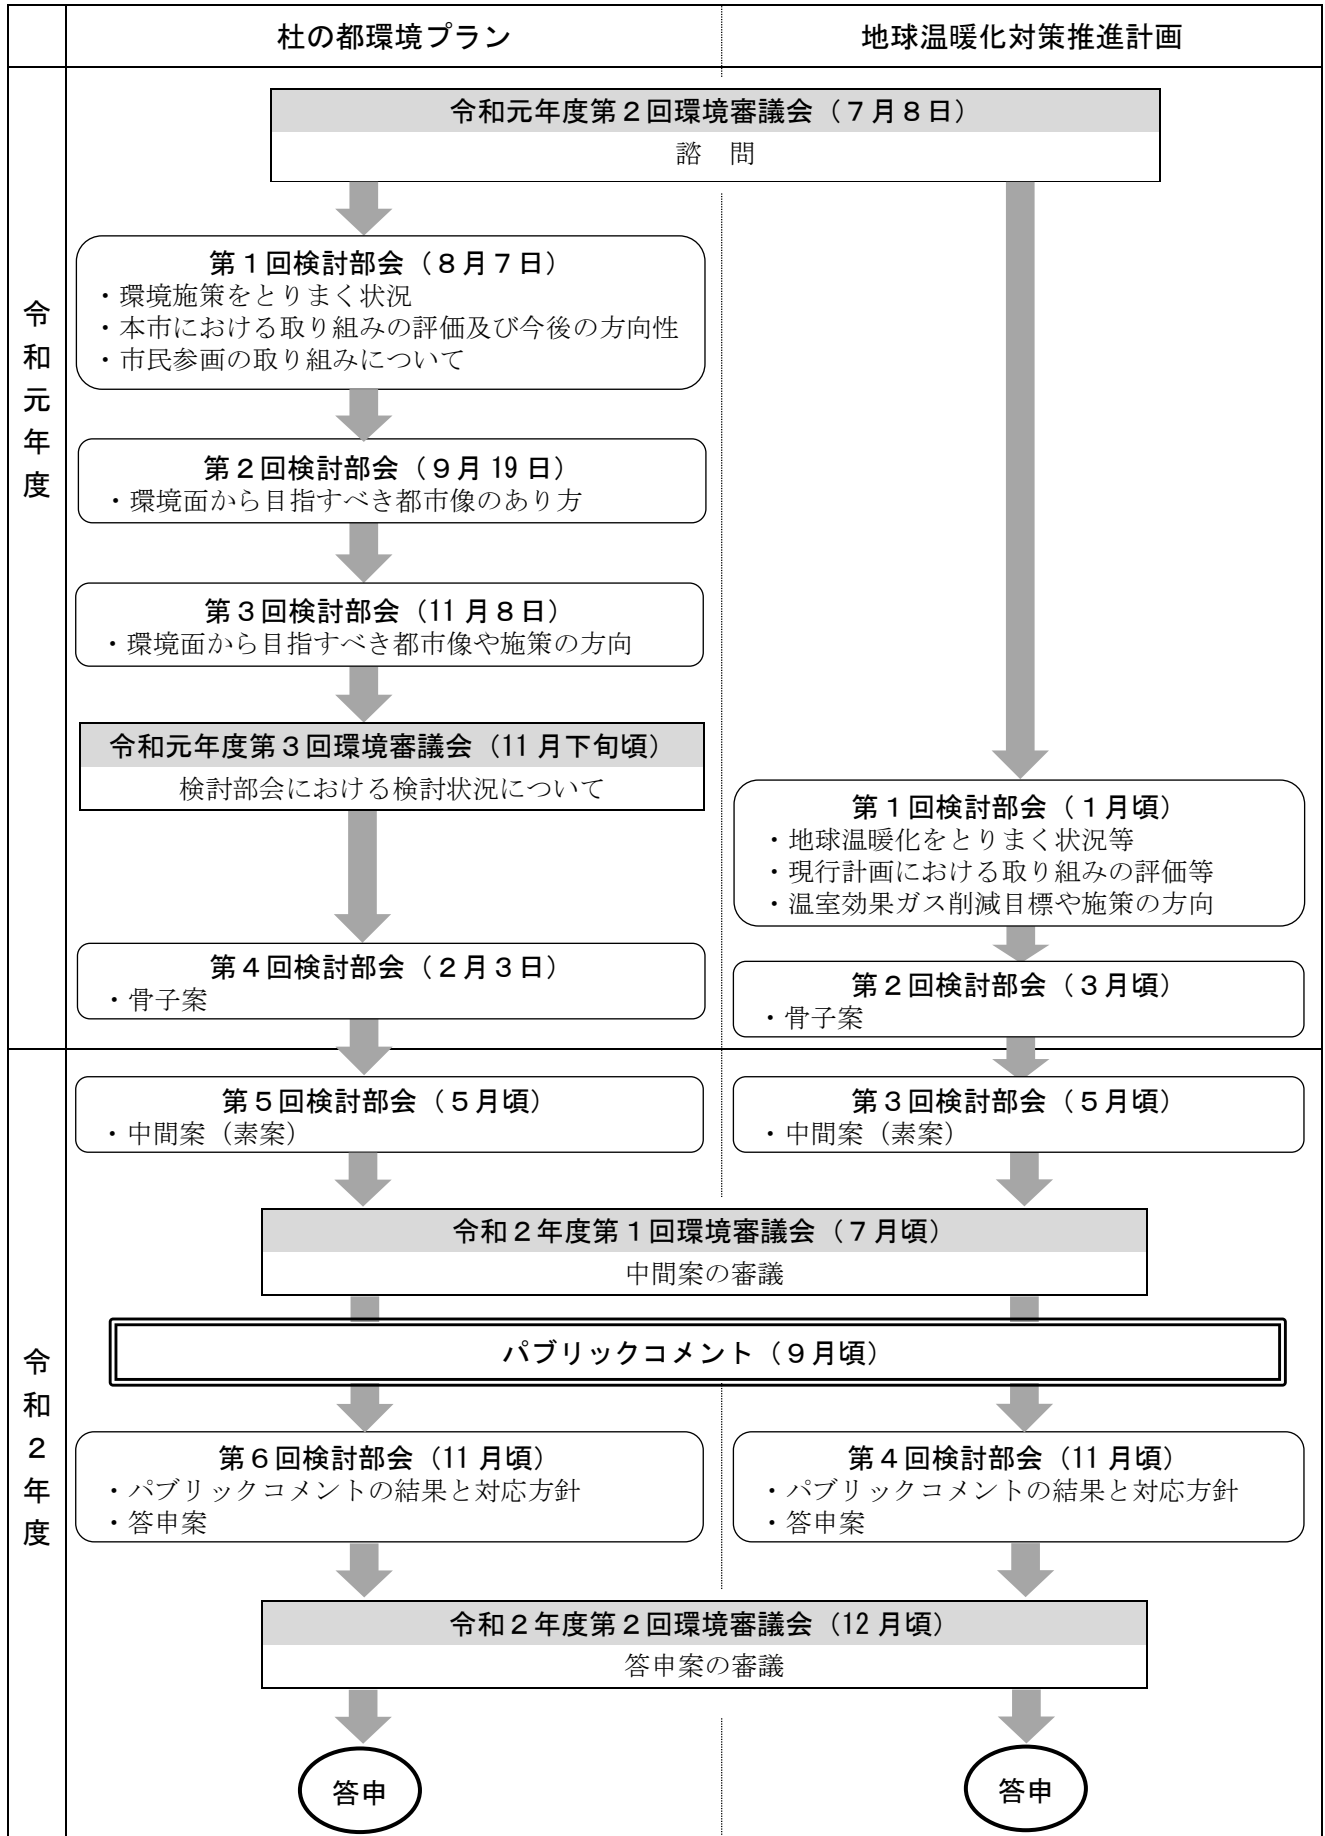 杜の都環境プラン
地球温暖化対策推進計画
令和元年度
令和元年度第２回環境審議会（７月８日）
諮　問
第１回検討部会（８月７日）
・環境施策をとりまく状況
・本市における取り組みの評価及び今後の方向性
・市民参画の取り組みについて
第２回検討部会（９月 19 日）
・環境面から目指すべき都市像のあり方
第３回検討部会（11 月８日）
・環境面から目指すべき都市像や施策の方向
令和元年度第３回環境審議会（11 月下旬頃）
検討部会における検討状況について
第１回検討部会（１月頃）
・地球温暖化をとりまく状況等
・現行計画における取り組みの評価等
・温室効果ガス削減目標や施策の方向
第４回検討部会（２月３日）
・骨子案
第２回検討部会（３月頃）
・骨子案
令和２年度
第５回検討部会（５月頃）
・中間案（素案）
第３回検討部会（５月頃）
・中間案（素案）
令和２年度第１回環境審議会（７月頃）
中間案の審議
パブリックコメント（９月頃）
第６回検討部会（11 月頃）
・パブリックコメントの結果と対応方針
・答申案
第４回検討部会（11 月頃）
・パブリックコメントの結果と対応方針
・答申案
令和２年度第２回環境審議会（12 月頃）
答申案の審議
答申
答申